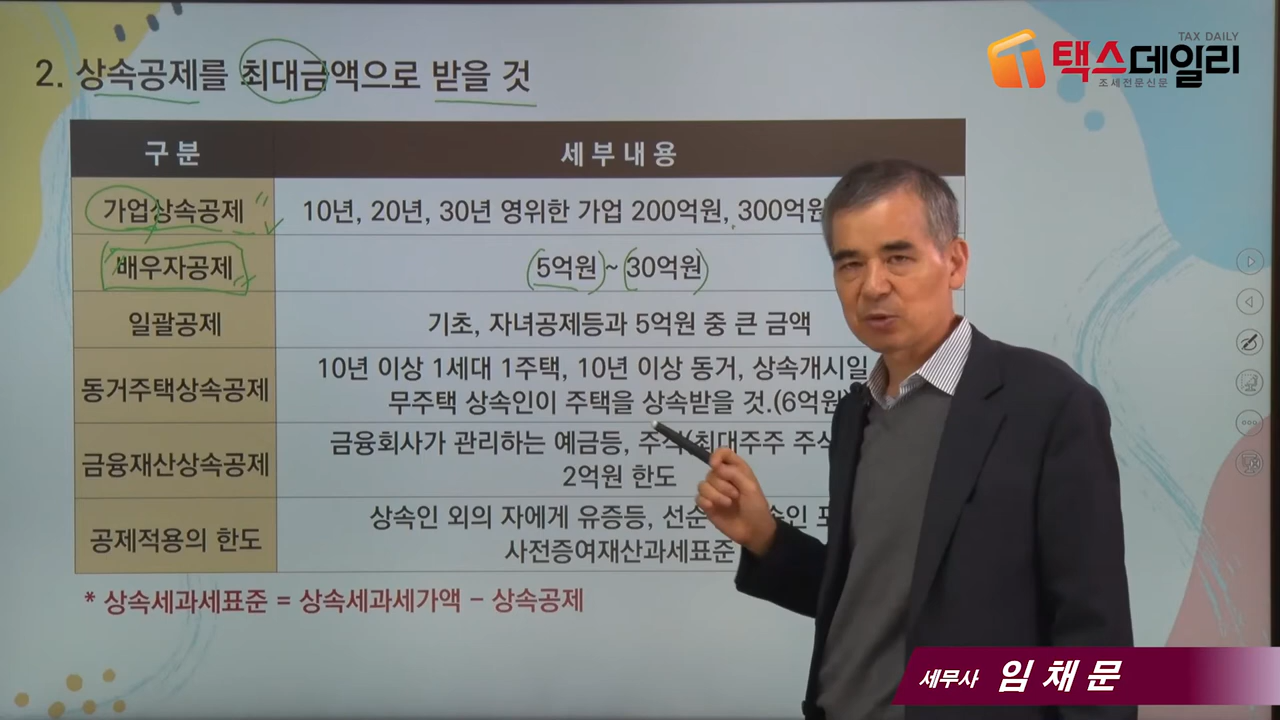 TAX DAILY
택스데일리
조세전문신문
2. 상속공제를 최대금액으로 받을 것
구분 세부내용
가업상속공제 10년, 20년, 30년 영위한 가업 200억원, 300억원
배우자공제 5억원 ~ 30억원
일괄공제 기초, 자녀공제등과 5억원 중 큰 금액
동거주택상속공제 10년 이상 1세대 1주택, 10년 이상 동거, 상속개시일
무주택 상속인이 주택을 상속받을 것.(6억원)
금융재산상속공제 금융회사가 관리하는 예금등, 주식(최대주주 주식
2억원 한도
공제적용의 한도 상속인 외의 자에게 유증등,
사전증여재산과세표준
* 상속세과세표준 = 상속세과세가액 - 상속공제
세무사 임채문